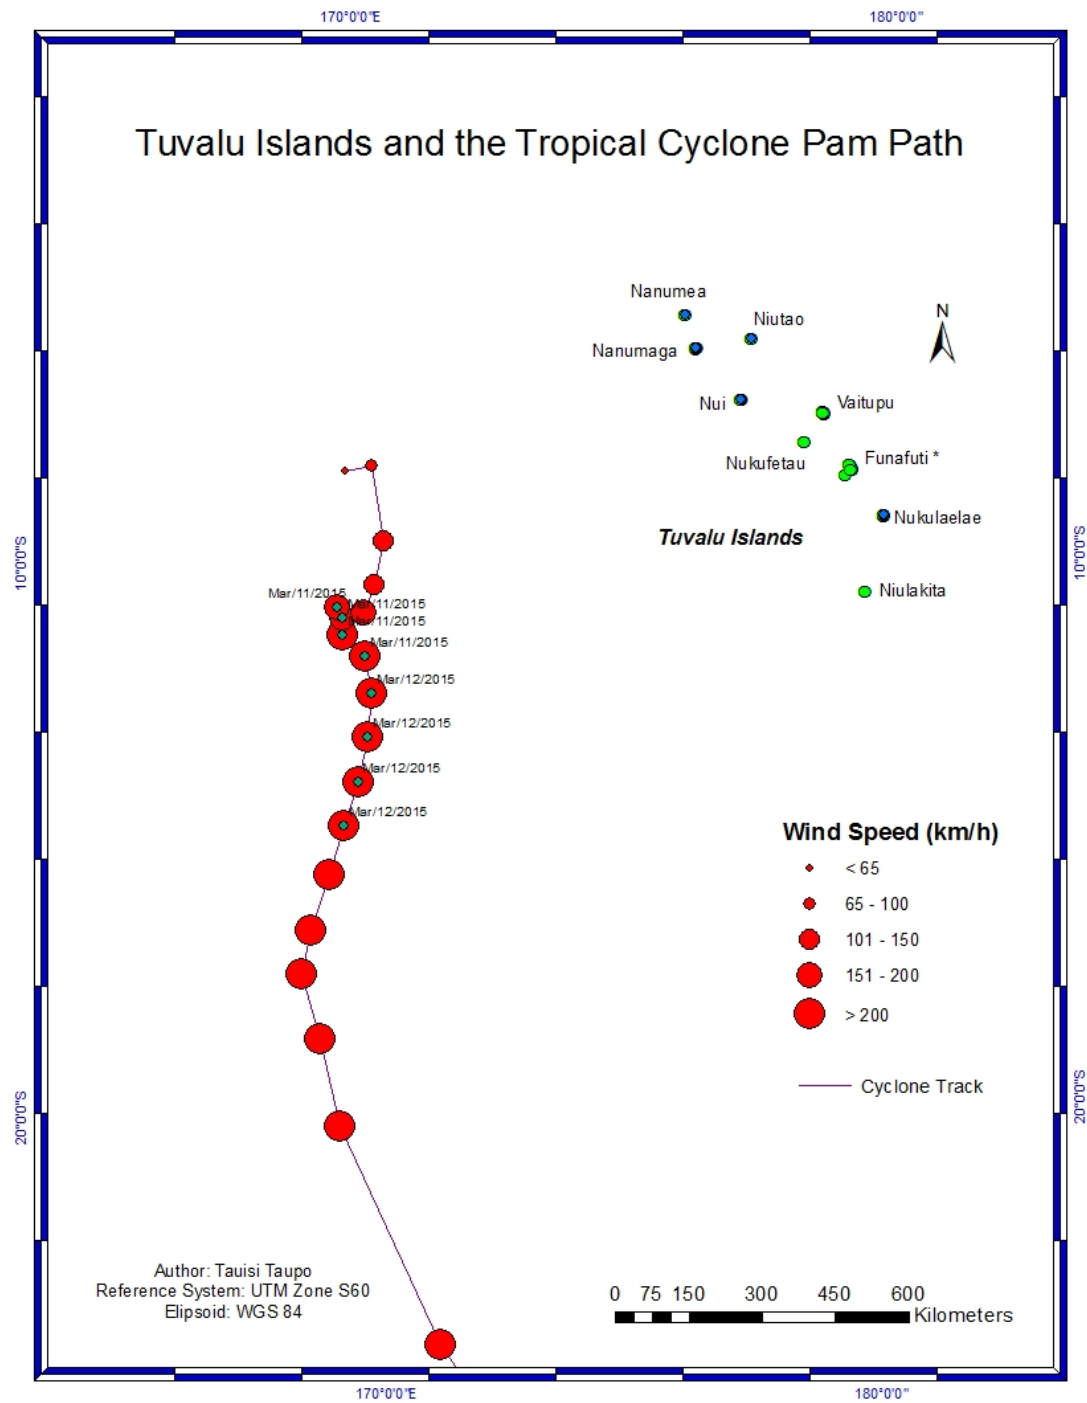 170°0'0"E
180°0'0"
Tuvalu Islands and the Tropical Cyclone Pam Path
Nanumea
Niutao
N
Nanumaga
Nui
Vaitupu
Nukufetau
Funafuti *
Nukulaelae
Tuvalu Islands
10°0'0"S
10°0'0"S
Niulakita
Mar/11/2015
Mar/11/2015
Mar/11/2015
Mar/11/2015
Mar/12/2015
Mar/12/2015
Mar/12/2015
Mar/12/2015
Wind Speed (km/h)
< 65
65 - 100
101 - 150
151 - 200
> 200
Cyclone Track
20°0'0"S
20°0'0"S
Author: Tauisi Taupo
Reference System: UTM Zone S60
Elipsoid: WGS 84
0 75 150 300 450 600
Kilometers
170°0'0"E
180°0'0"